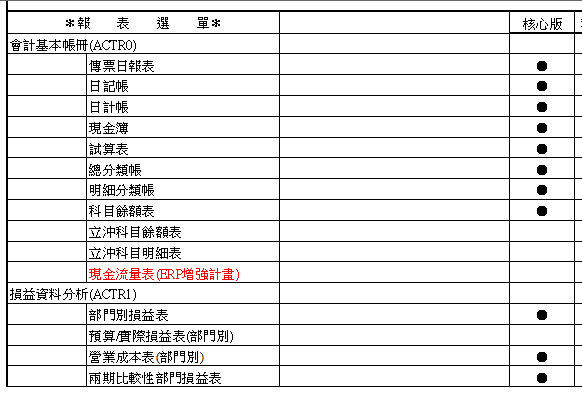 ＊報 表 選 單＊ 核心版
會計基本帳冊(ACTR0)
傳票日報表 ●
日記帳 ●
日計帳 ●
現金簿 ●
試算表 ●
總分類帳 ●
明細分類帳 ●
科目餘額表 ●
立沖科目餘額表
立沖科目明細表
現金流量表(ERP增強計畫)
損益資料分析(ACTR1)
部門別損益表 ●
預算/實際損益表(部門別)
營業成本表(部門別) ●
兩期比較性部門損益表 ●